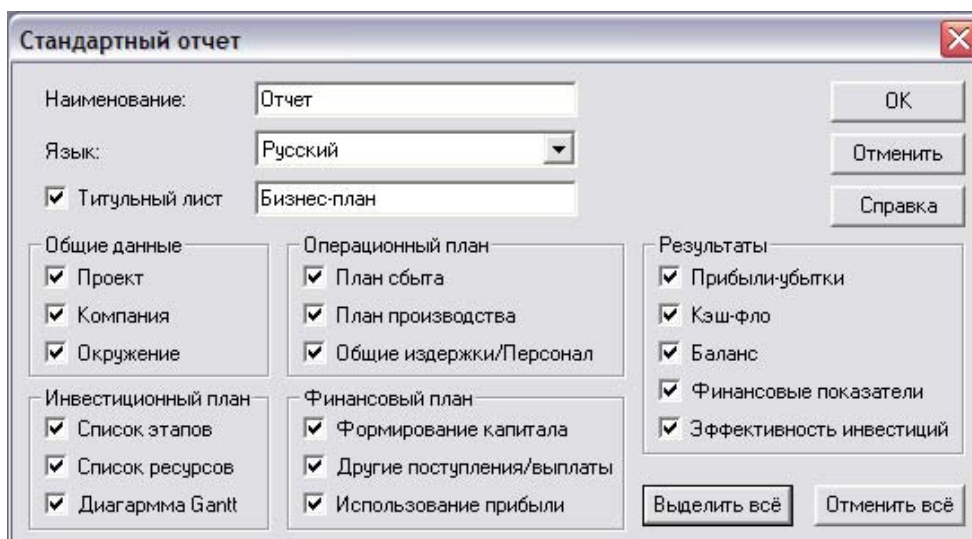 Стандартный отчет
Наименование: Отчет
OK
Язык: Русский
Отменить
Титульный лист Бизнес-план
Справка
Общие данные
Проект
Компания
Окружение
Операционный план
План сбыта
План производства
Общие издержки/Персонал
Результаты
Прибыли-убытки
Кэш-фло
Баланс
Финансовые показатели
Эффективность инвестиций
Инвестиционный план
Список этапов
Список ресурсов
Диагармма Gantt
Финансовый план
Формирование капитала
Другие поступления/выплаты
Использование прибыли
Выделить всё
Отменить всё